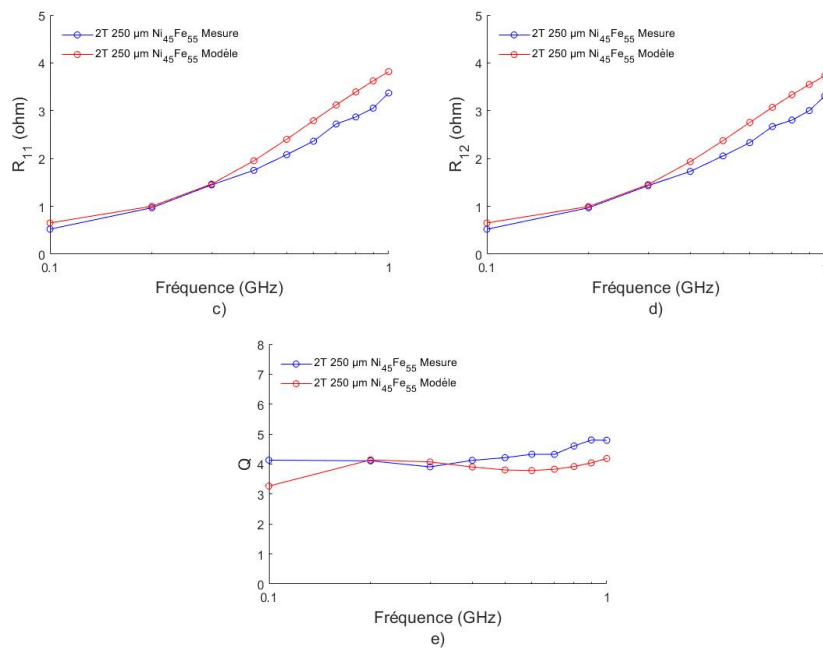 5
4
3
2
1
0
R11 (ohm)
2T 250 µm Ni45Fe55 Mesure
2T 250 µm Ni45Fe55 Modèle
0.1
1
Fréquence (GHz)
c)
5
4
3
2
1
0
R12 (ohm)
2T 250 µm Ni45Fe55 Mesure
2T 250 µm Ni45Fe55 Modèle
0.1
1
Fréquence (GHz)
d)
8
7
6
5
4
3
2
1
0
Q
2T 250 µm Ni45Fe55 Mesure
2T 250 µm Ni45Fe55 Modèle
0.1
1
Fréquence (GHz)
e)